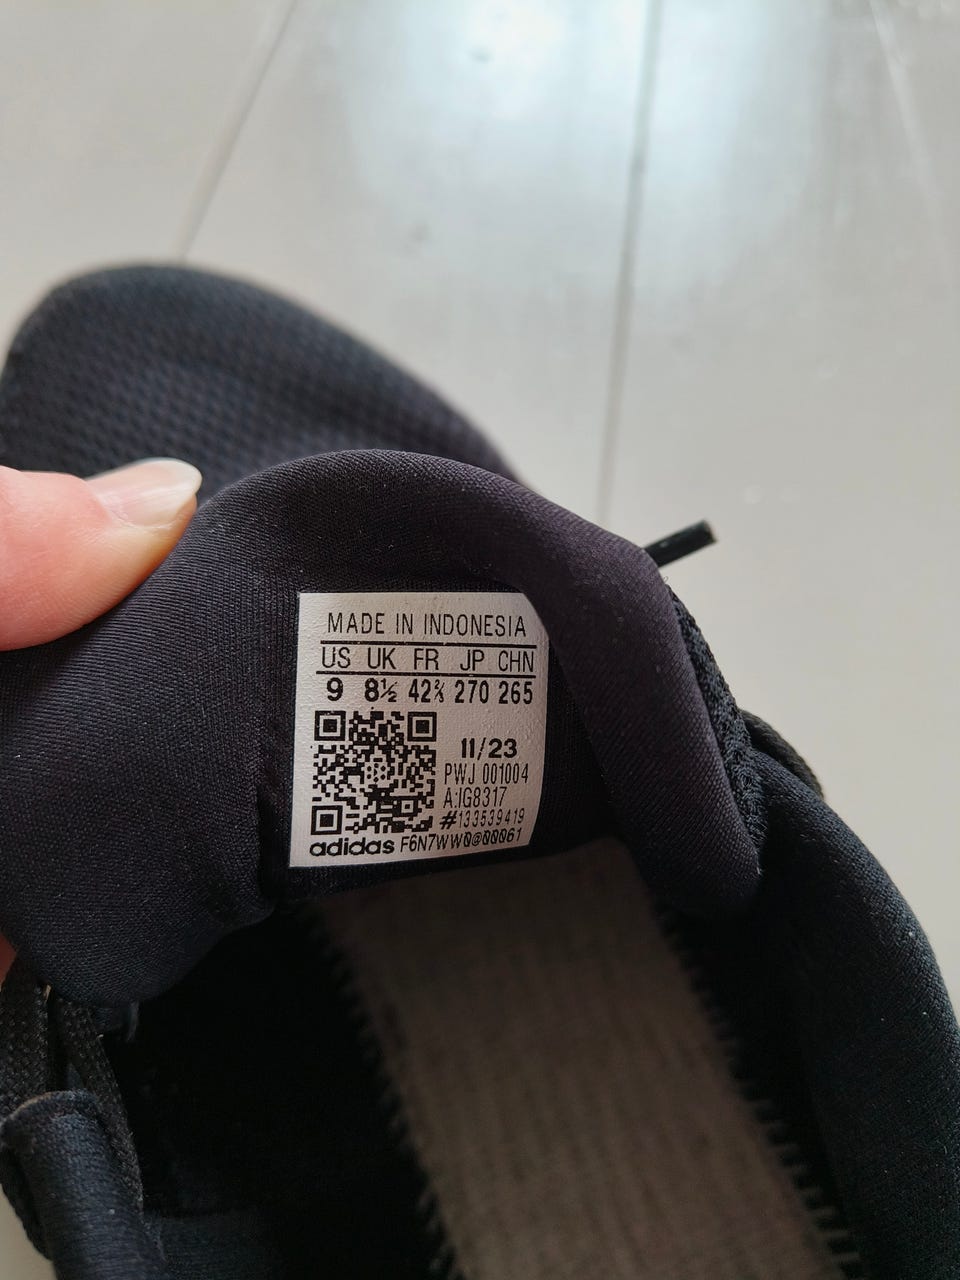 MADE IN INDONESIA
US UK FR JP CHN
9 8½ 42⅔ 270 265
11/23
PWJ 001004
A:IG8317
#133539419
adidas F6N7WW0@00061